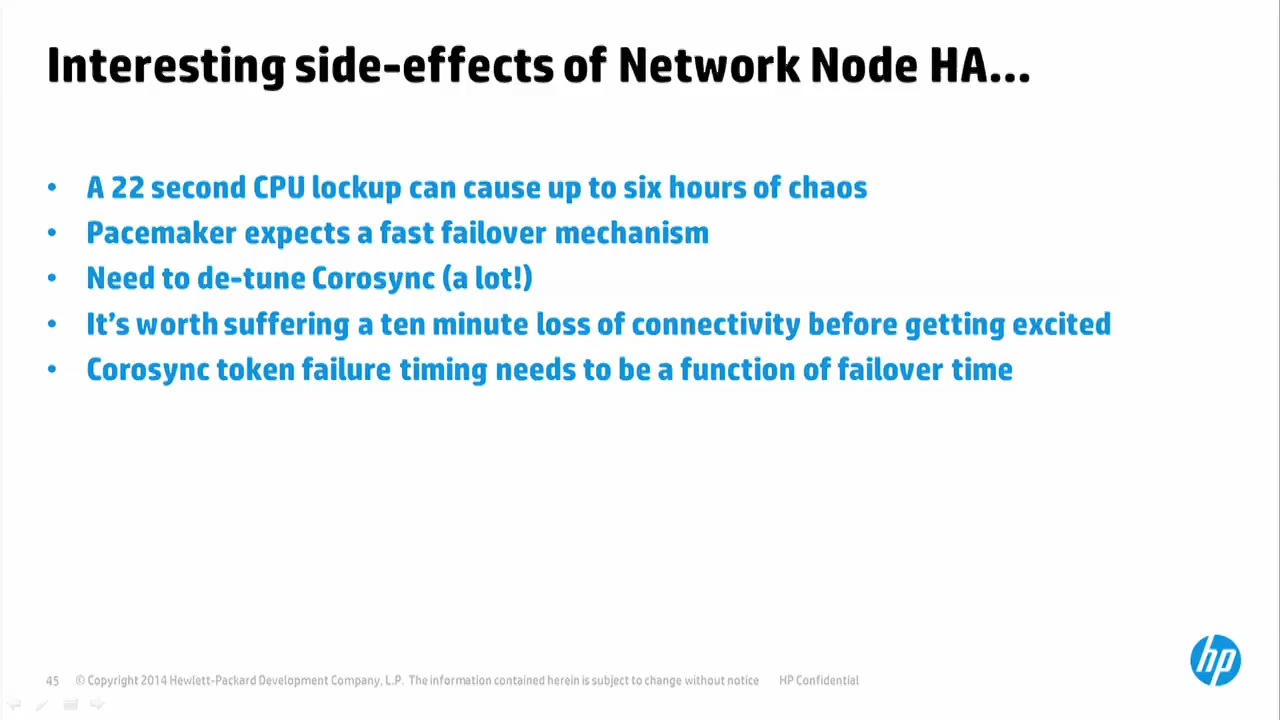 Interesting side-effects of Network Node HA...
• A 22 second CPU lockup can cause up to six hours of chaos
• Pacemaker expects a fast failover mechanism
• Need to de-tune Corosync (a lot!)
• It's worth suffering a ten minute loss of connectivity before getting excited
• Corosync token failure timing needs to be a function of failover time
45 © Copyright 2014 Hewlett-Packard Development Company, L.P. The information contained herein is subject to change without notice HP Confidential
hp